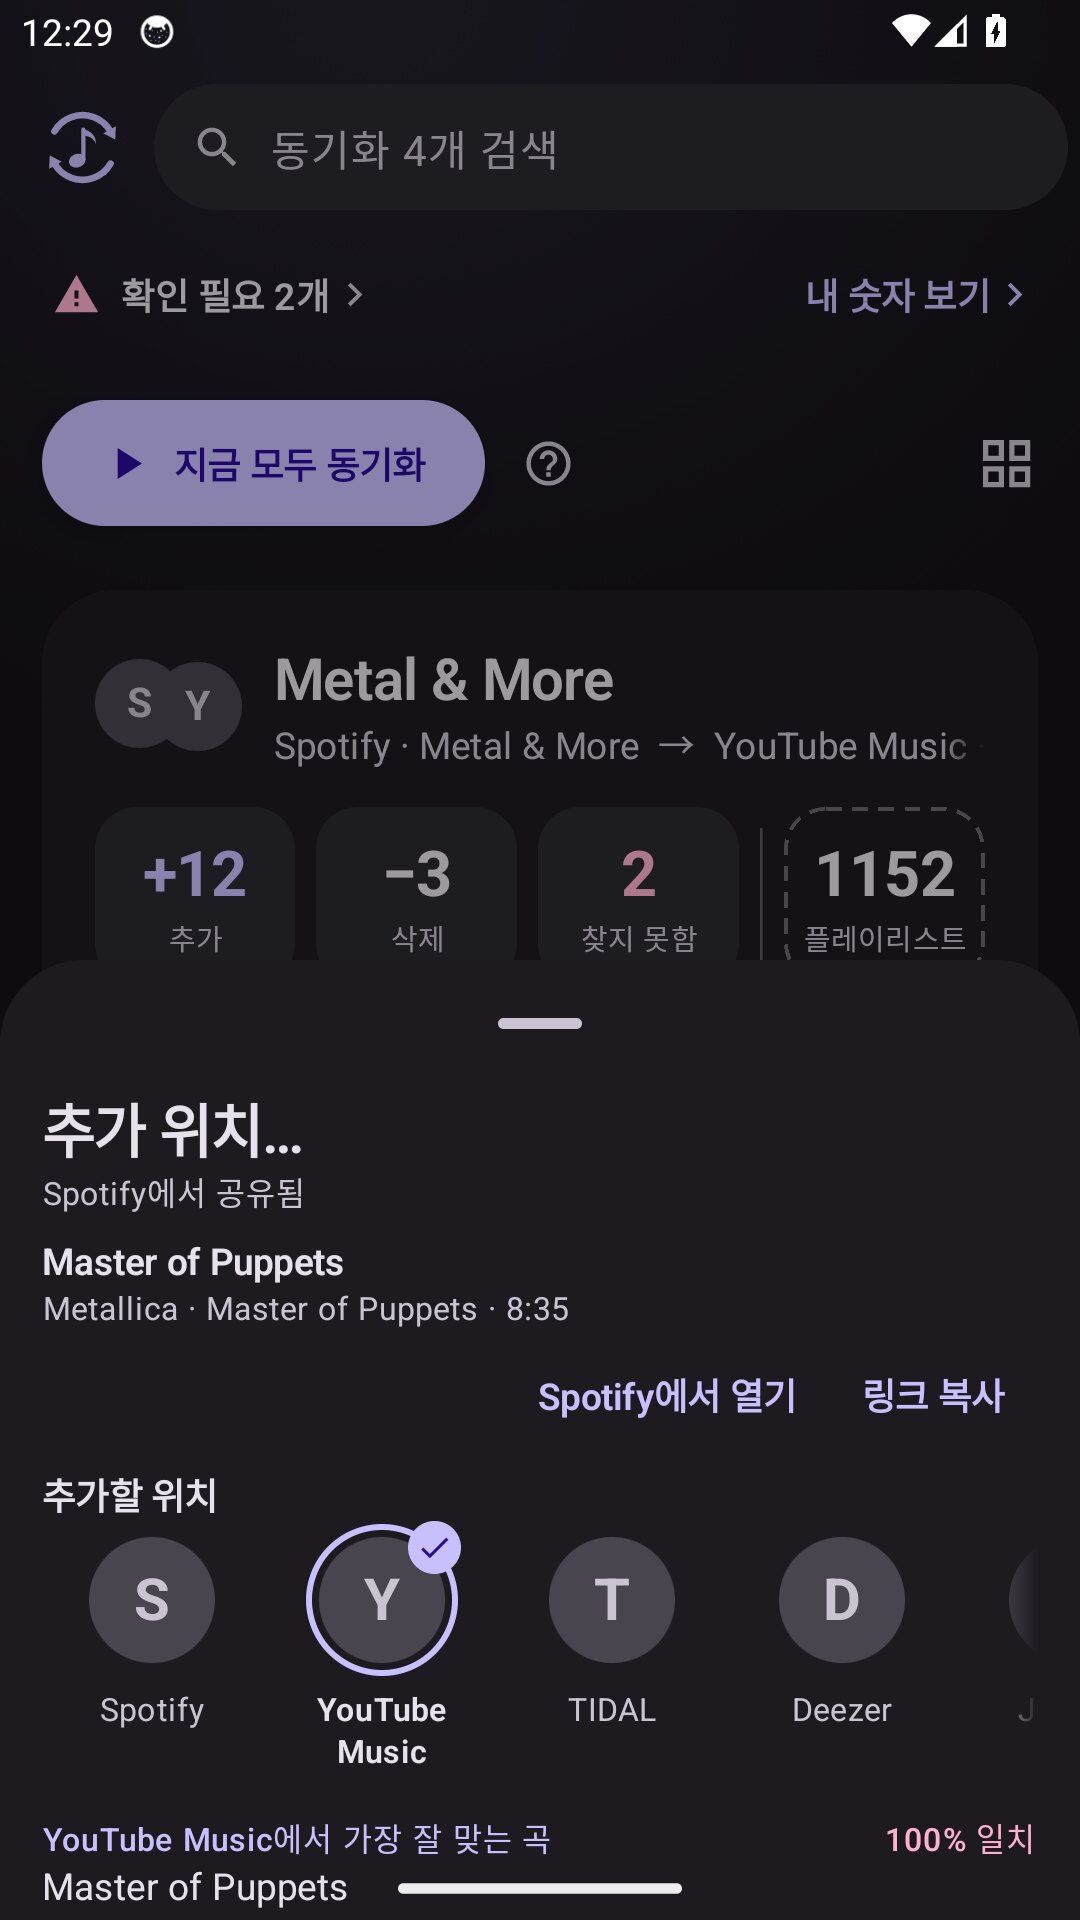 12:29
동기화 4개 검색
확인 필요 2개
내 숫자 보기
지금 모두 동기화
S Y
Metal & More
Spotify · Metal & More → YouTube Music
+12
추가
−3
삭제
2
찾지 못함
1152
플레이리스트
추가 위치...
Spotify에서 공유됨
Master of Puppets
Metallica · Master of Puppets · 8:35
Spotify에서 열기
링크 복사
추가할 위치
S
Y
T
D
Spotify
YouTube
Music
TIDAL
Deezer
J
YouTube Music에서 가장 잘 맞는 곡
100% 일치
Master of Puppets